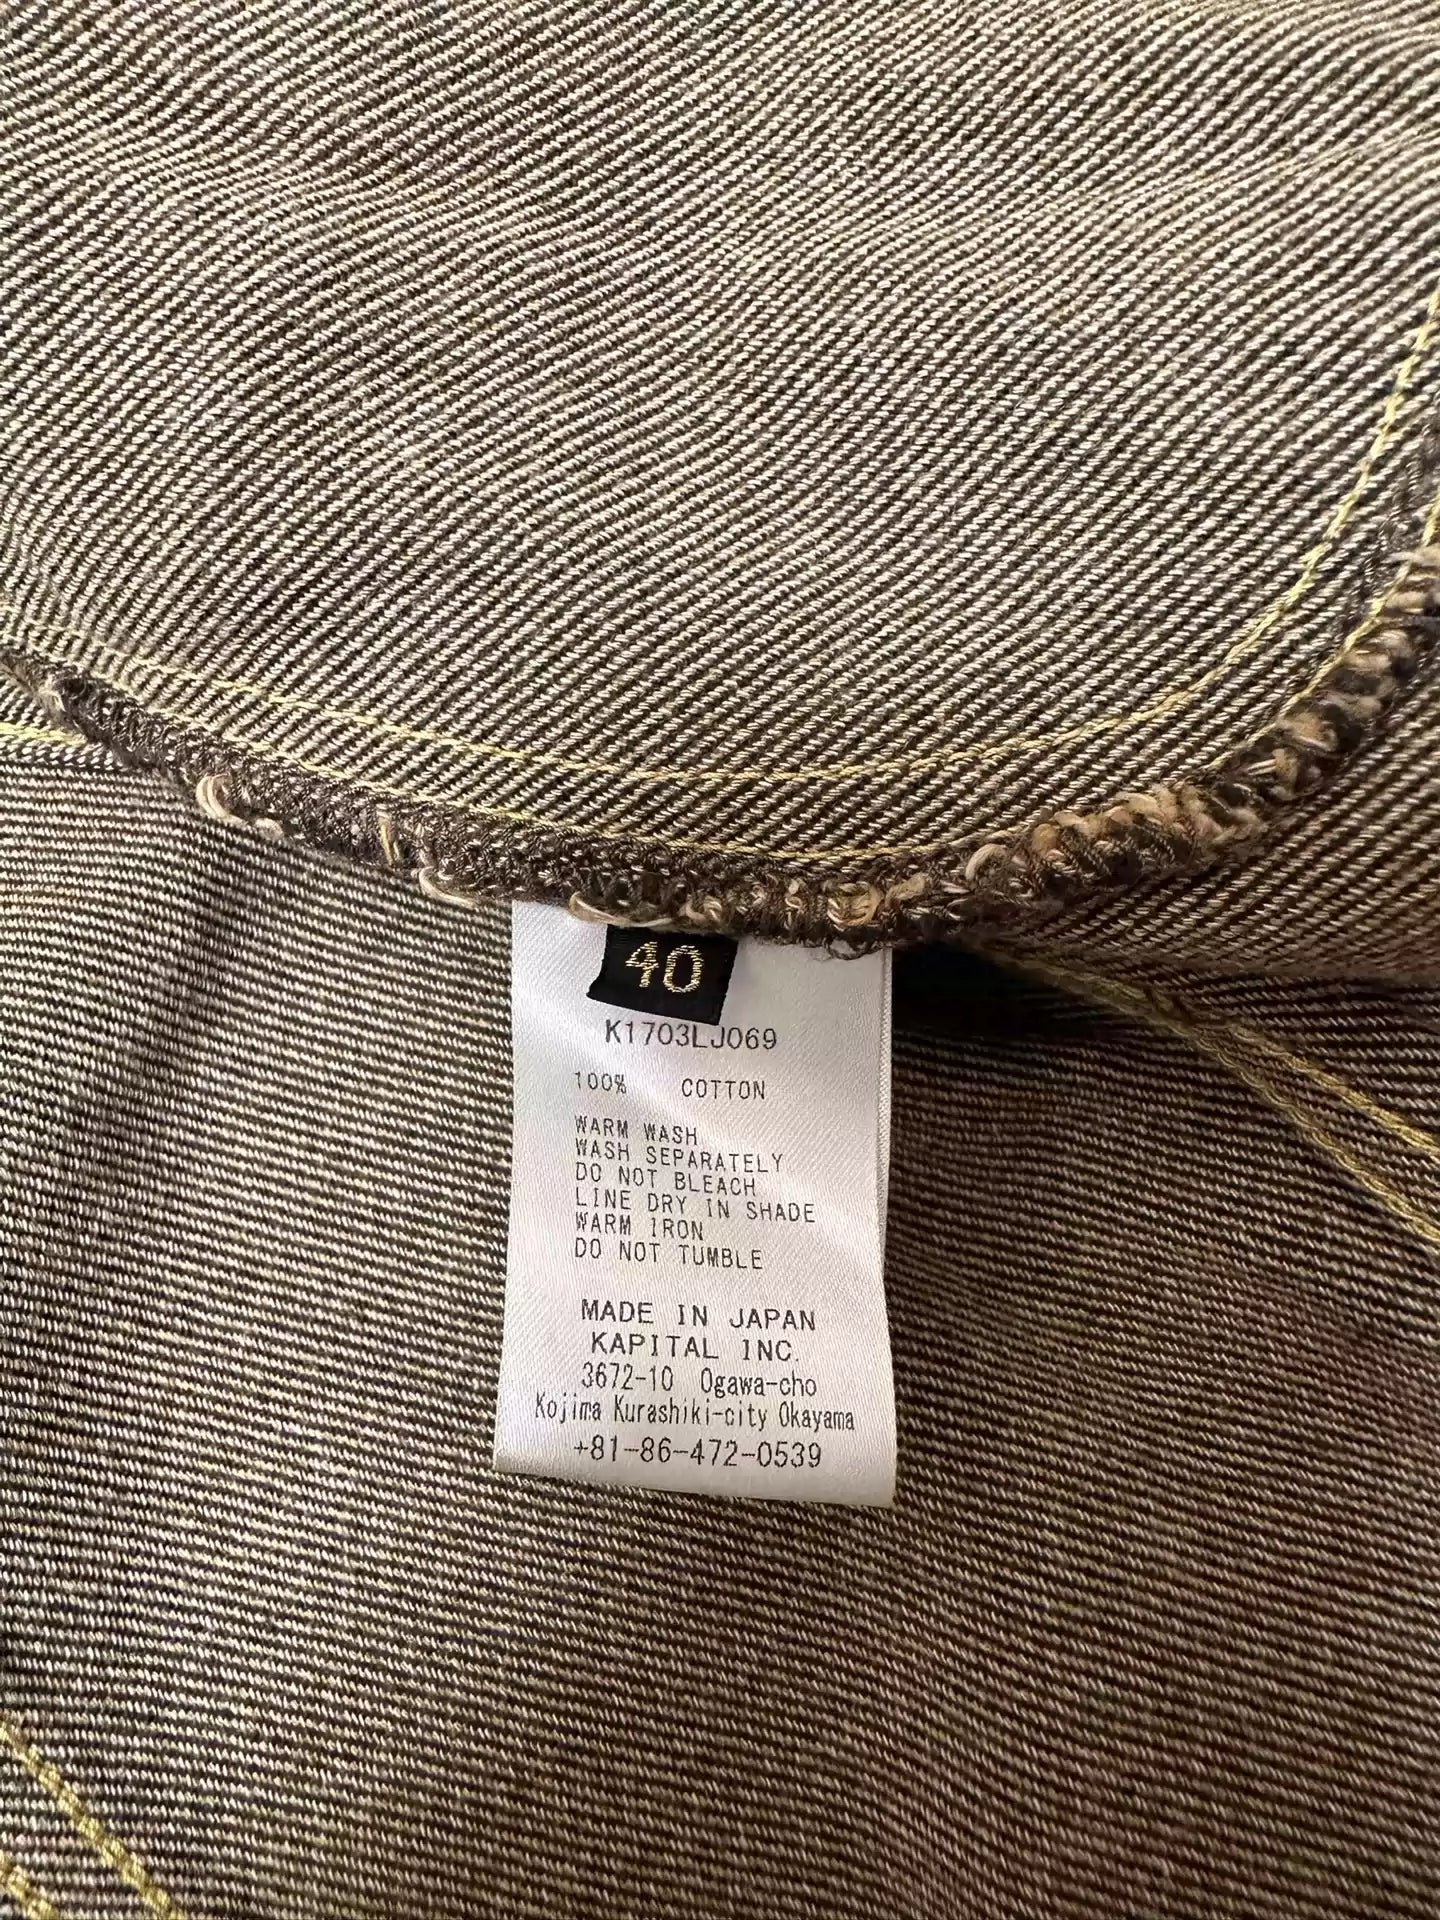 40
K1703LJ069
100% COTTON
WARM WASH
WASH SEPARATELY
DO NOT BLEACH
LINE DRY IN SHADE
WARM IRON
DO NOT TUMBLE
MADE IN JAPAN
KAPITAL INC.
3672-10 Ogawa-cho
Kojima Kurashiki-city Okayama
+81-86-472-0539